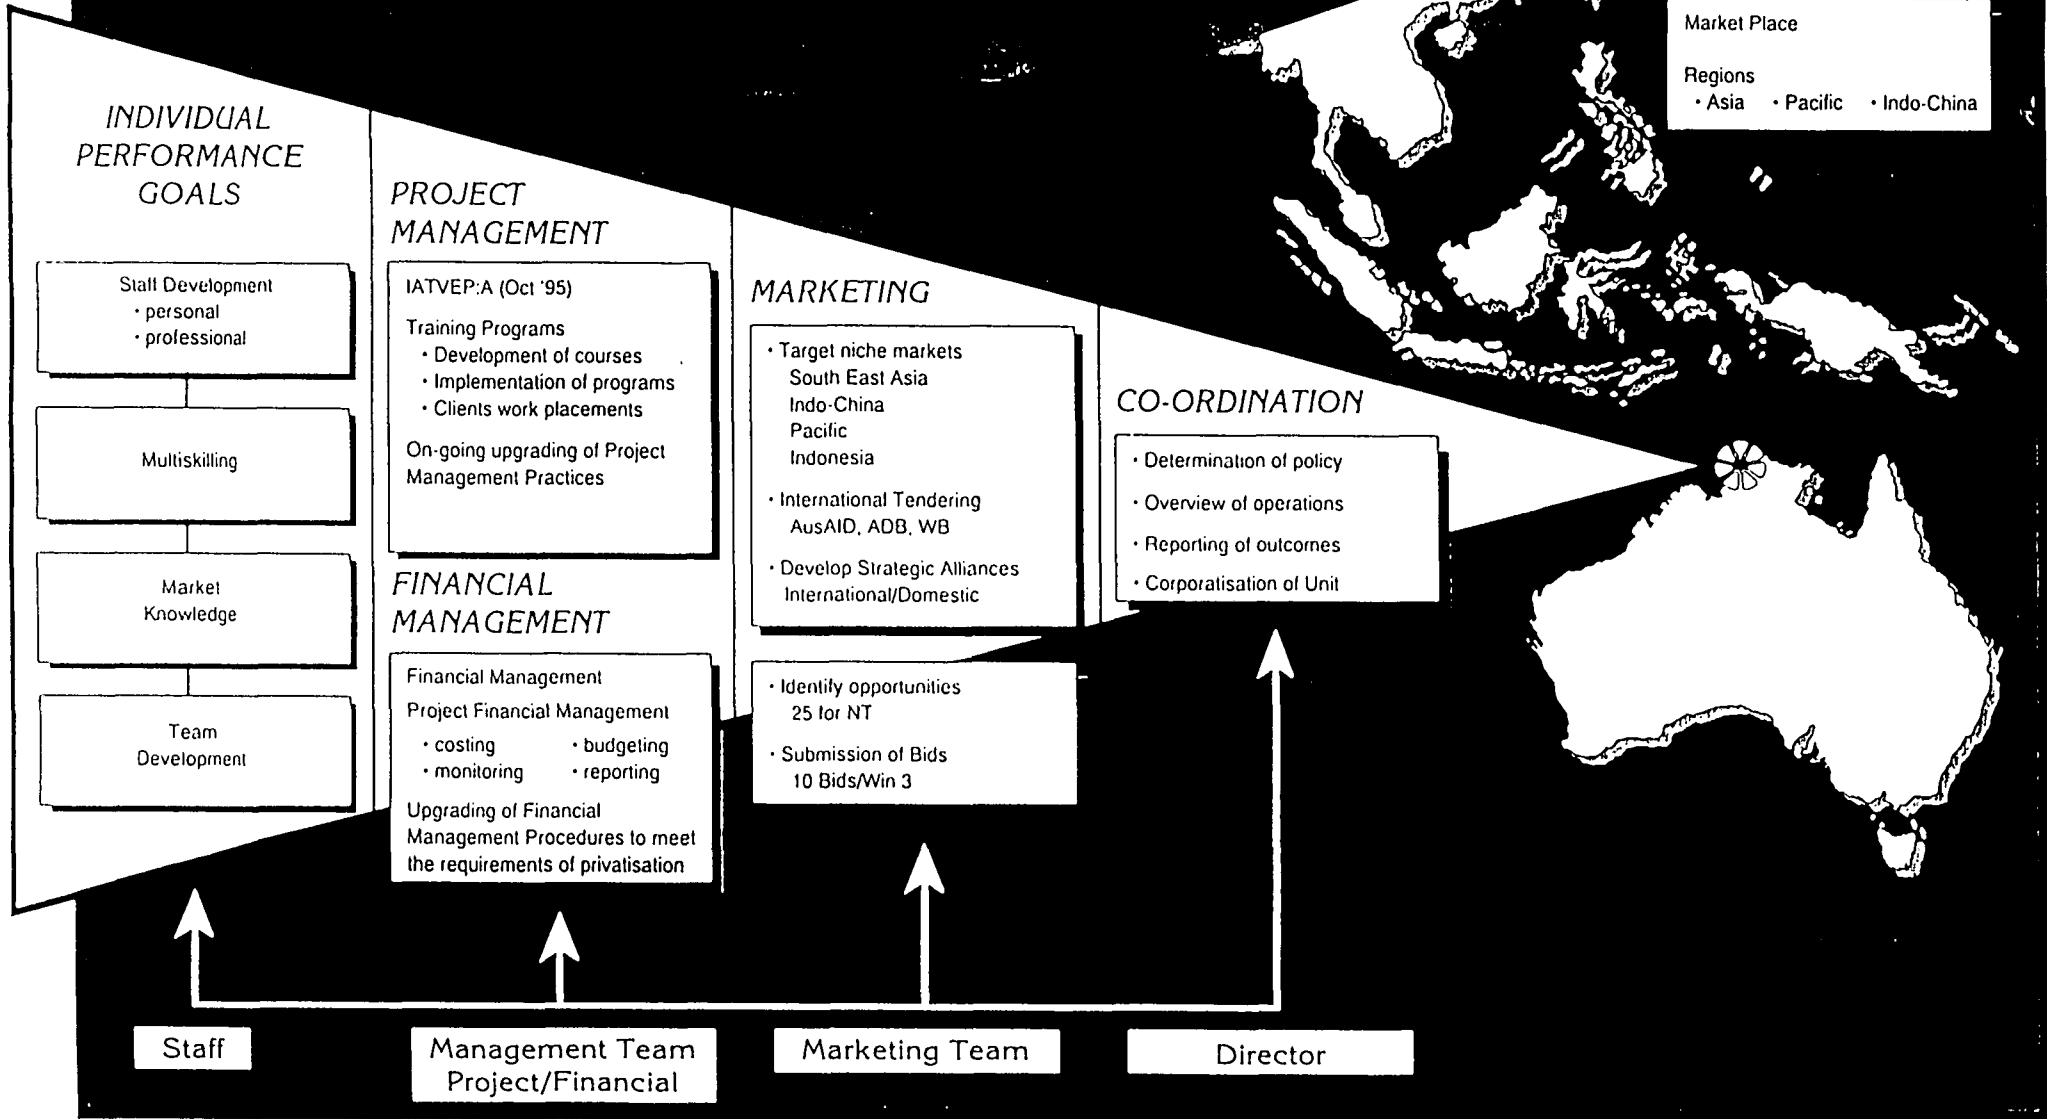 Market Place
Regions
• Asia • Pacific • Indo-China
INDIVIDUAL
PERFORMANCE
GOALS
Staff Development
• personal
• professional
Multiskilling
Market
Knowledge
Team
Development
PROJECT
MANAGEMENT
IATVEP:A (Oct '95)
Training Programs
• Development of courses
• Implementation of programs
• Clients work placements
On-going upgrading of Project
Management Practices
FINANCIAL
MANAGEMENT
Financial Management
Project Financial Management
• costing • budgeting
• monitoring • reporting
Upgrading of Financial
Management Procedures to meet
the requirements of privatisation
MARKETING
• Target niche markets
South East Asia
Indo-China
Pacific
Indonesia
• International Tendering
AusAID, ADB, WB
• Develop Strategic Alliances
International/Domestic
• Identify opportunities
25 for NT
• Submission of Bids
10 Bids/Win 3
CO-ORDINATION
• Determination of policy
• Overview of operations
• Reporting of outcomes
• Corporatisation of Unit
Staff
Management Team
Project/Financial
Marketing Team
Director